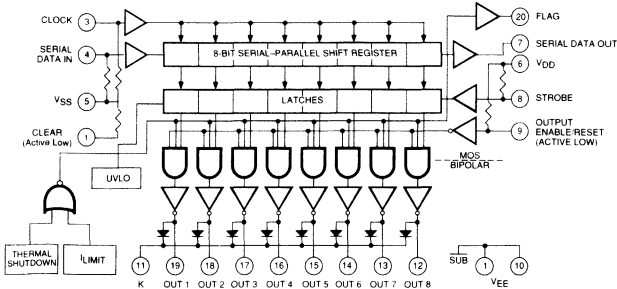 CLOCK 3
20 FLAG
SERIAL DATA IN 4
8-BIT SERIAL-PARALLEL SHIFT REGISTER
7 SERIAL DATA OUT
6 VDD
VSS 5
LATCHES
8 STROBE
CLEAR (Active Low) 1
9 OUTPUT ENABLE/RESET (ACTIVE LOW)
MOS
BIPOLAR
UVLO
THERMAL SHUTDOWN
ILIMIT
11 19 18 17 16 15 14 13 12
K OUT 1 OUT 2 OUT 3 OUT 4 OUT 5 OUT 6 OUT 7 OUT 8
SUB
1 10
VEE